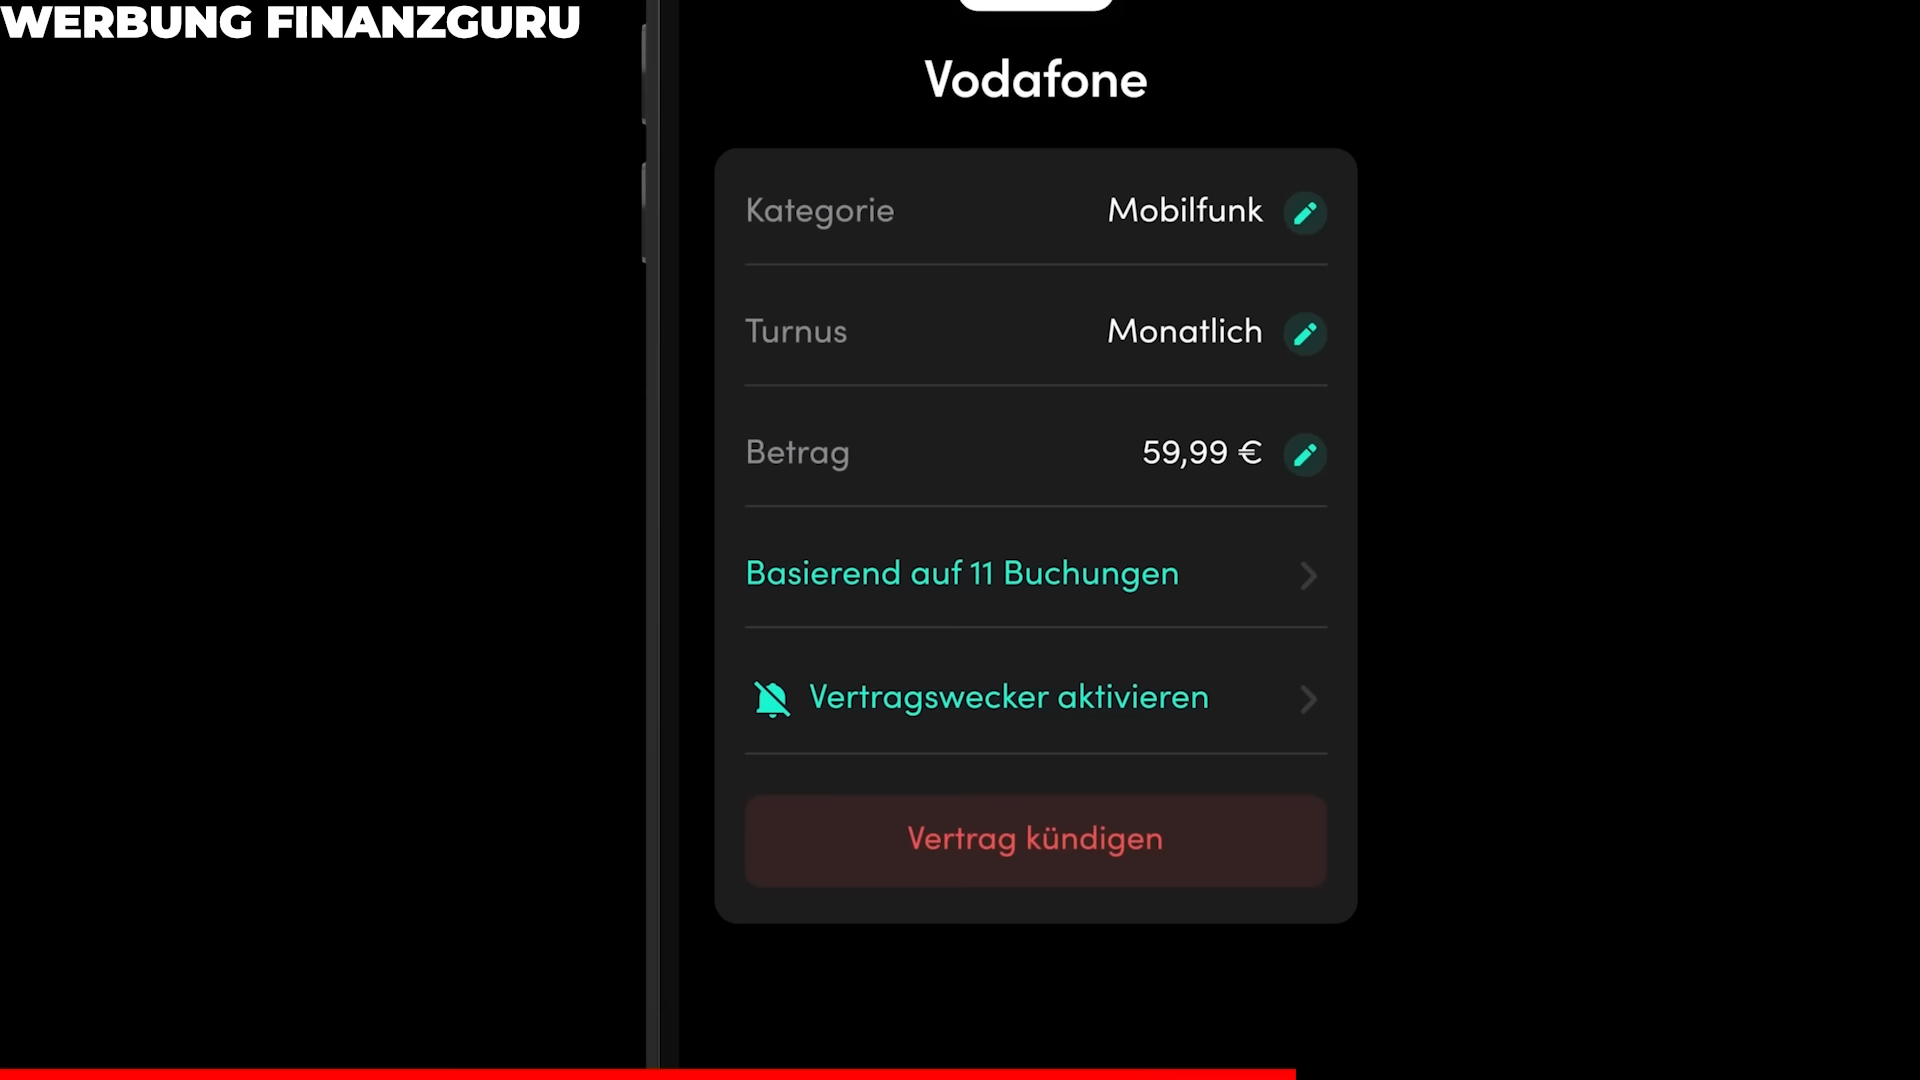 WERBUNG FINANZGURU
Vodafone
Kategorie Mobilfunk
Turnus Monatlich
Betrag 59,99 €
Basierend auf 11 Buchungen
Vertragswecker aktivieren
Vertrag kündigen